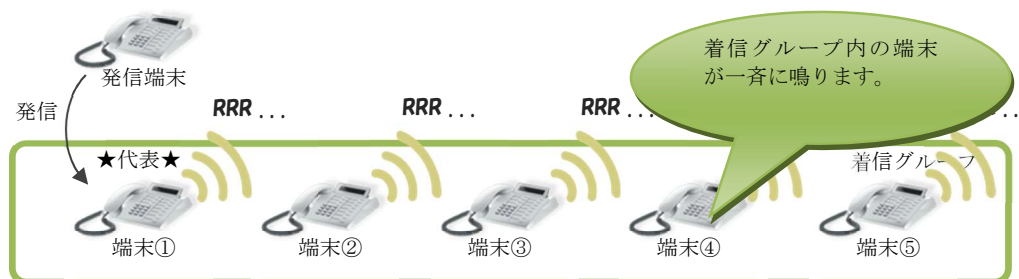 着信グループ内の端末
が一斉に鳴ります。
発信端末
発信
RRR...
RRR...
RRR...
★代表★
着信グループ
端末①
端末②
端末③
端末④
端末⑤